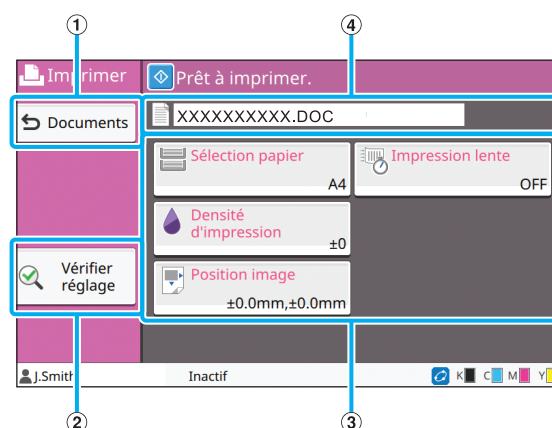 ① ④
Imprimer Prêt à imprimer.
Documents XXXXXXXXXX.DOC
Sélection papier
A4
Impression lente
OFF
Densité
d'impression
±0
Vérifier
réglage
Position image
±0.0mm,±0.0mm
J.Smith Inactif K C M Y
② ③